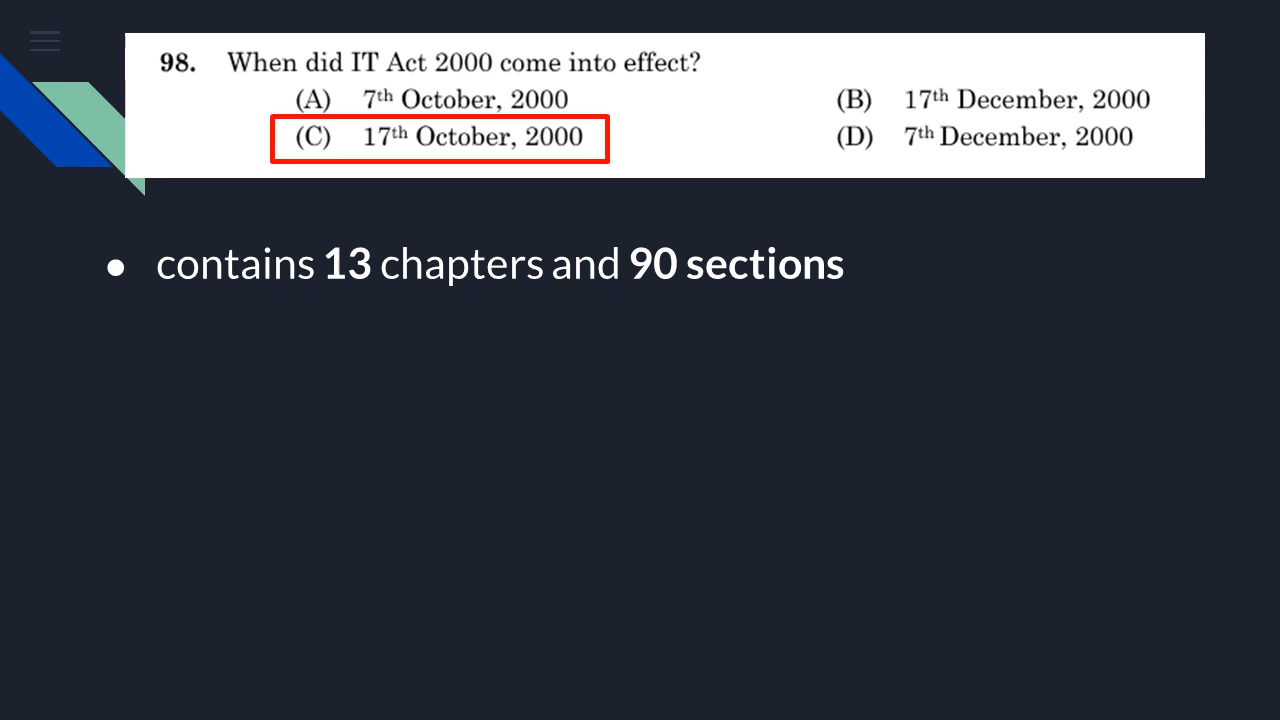 98. When did IT Act 2000 come into effect?
(A) 7th October, 2000 (B) 17th December, 2000
(C) 17th October, 2000 (D) 7th December, 2000
● contains 13 chapters and 90 sections